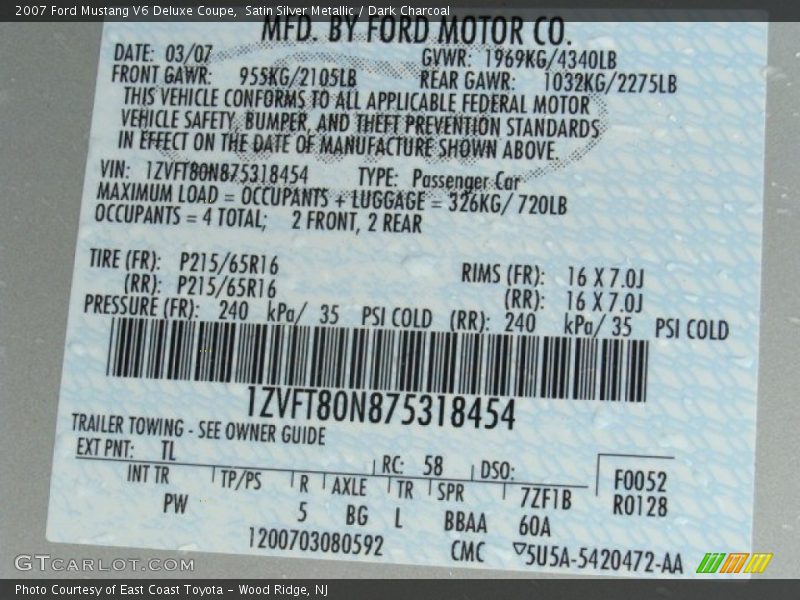 2007 Ford Mustang V6 Deluxe Coupe, Satin Silver Metallic / Dark Charcoal
MFD. BY FORD MOTOR CO.
DATE: 03/07 GVWR: 1969KG/4340LB
FRONT GAWR: 955KG/2105LB REAR GAWR: 1032KG/2275LB
THIS VEHICLE CONFORMS TO ALL APPLICABLE FEDERAL MOTOR
VEHICLE SAFETY, BUMPER, AND THEFT PREVENTION STANDARDS
IN EFFECT ON THE DATE OF MANUFACTURE SHOWN ABOVE.
VIN: 1ZVFT80N875318454 TYPE: Passenger Car
MAXIMUM LOAD = OCCUPANTS + LUGGAGE = 326KG/ 720LB
OCCUPANTS = 4 TOTAL; 2 FRONT, 2 REAR
TIRE (FR): P215/65R16 RIMS (FR): 16 X 7.0J
(RR): P215/65R16 (RR): 16 X 7.0J
PRESSURE (FR): 240 kPa/ 35 PSI COLD (RR): 240 kPa/ 35 PSI COLD
1ZVFT80N875318454
TRAILER TOWING - SEE OWNER GUIDE
EXT PNT: TL RC: 58 DSO: F0052
INT TR TP/PS R AXLE TR SPR 7ZF1B R0128
PW 5 BG L BBAA 60A
1200703080592 CMC ▽5U5A-5420472-AA
GTCARLOT.COM
Photo Courtesy of East Coast Toyota – Wood Ridge, NJ